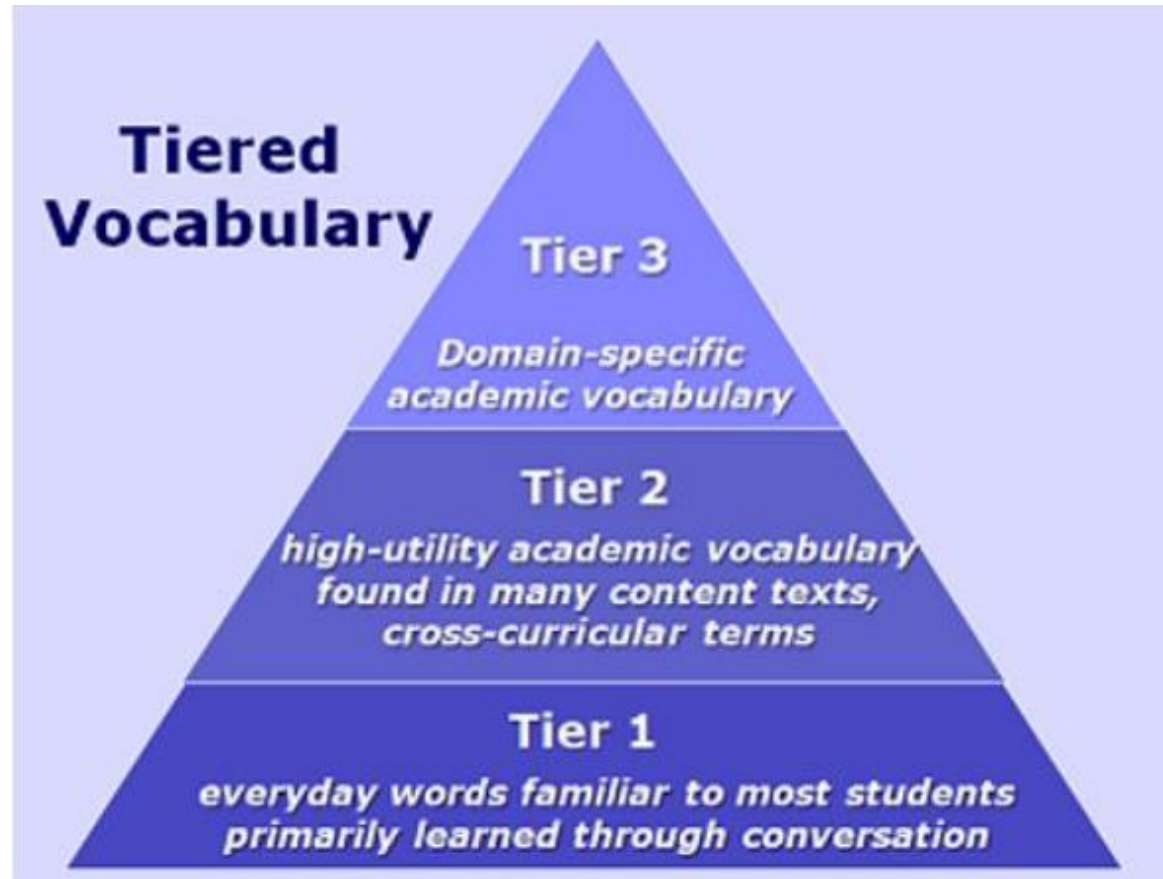 Tiered
Vocabulary
Tier 3
Domain-specific
academic vocabulary
Tier 2
high-utility academic vocabulary
found in many content texts,
cross-curricular terms
Tier 1
everyday words familiar to most students
primarily learned through conversation